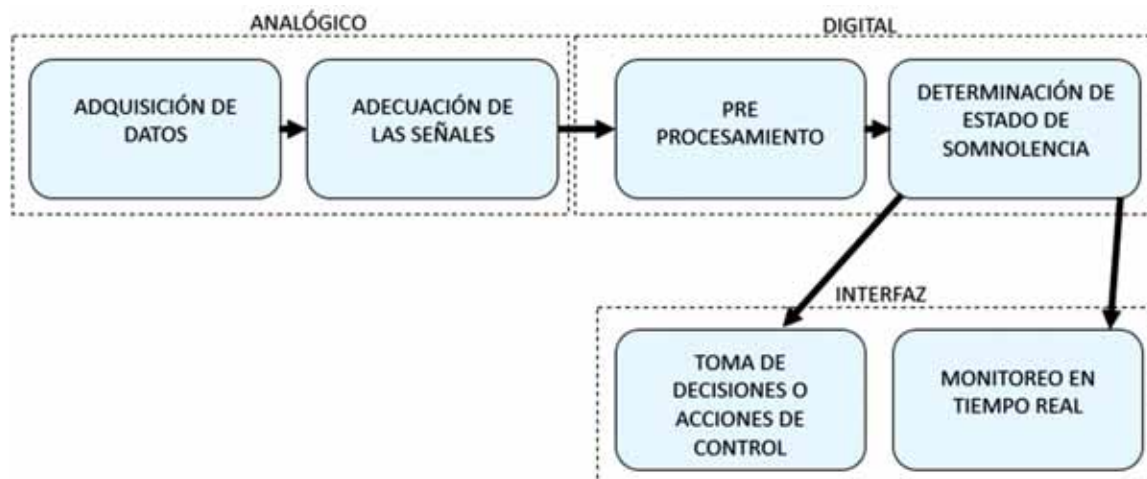 ANALÓGICO
DIGITAL
ADQUISICIÓN DE
DATOS
ADECUACIÓN DE
LAS SEÑALES
PRE
PROCESAMIENTO
DETERMINACIÓN DE
ESTADO DE
SOMNOLENCIA
INTERFAZ
TOMA DE
DECISIONES O
ACCIONES DE
CONTROL
MONITOREO EN
TIEMPO REAL